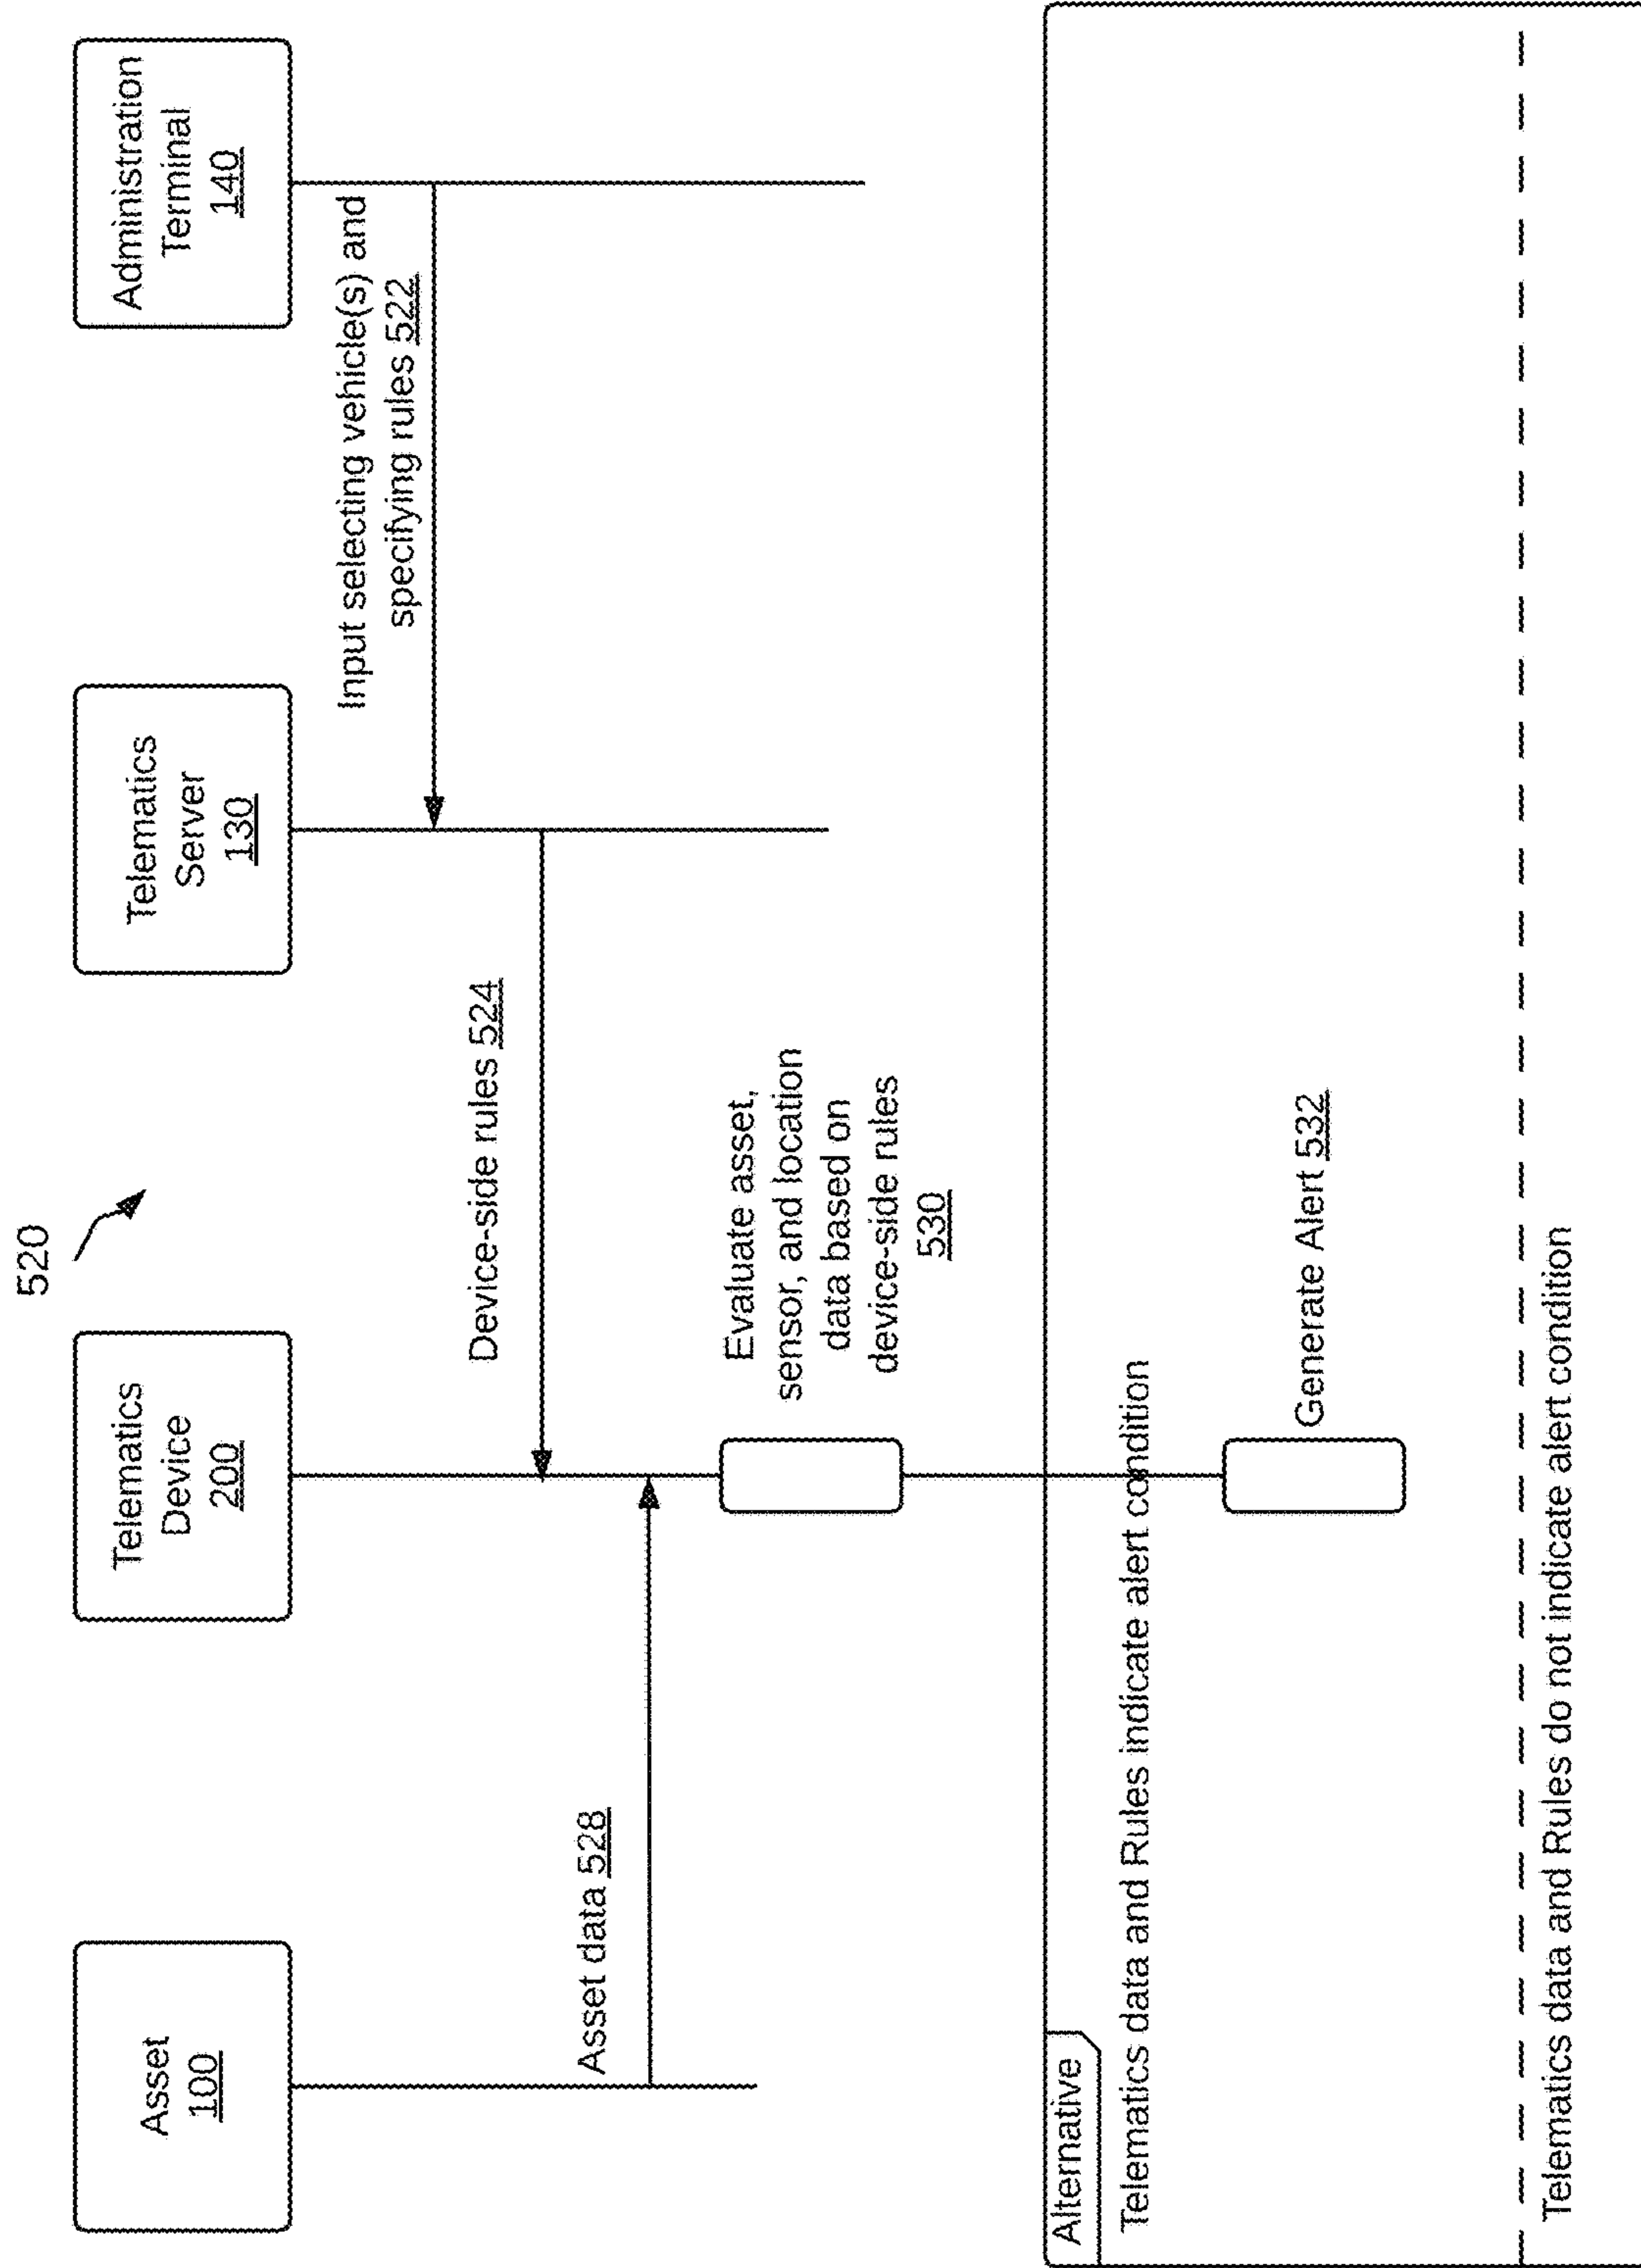 520
Asset
100
Telematics
Device
200
Telematics
Server
130
Administration
Terminal
140
Input selecting vehicle(s) and
specifying rules 522
Device-side rules 524
Asset data 528
Evaluate asset,
sensor, and location
data based on
device-side rules
530
Alternative
Telematics data and Rules indicate alert condition
Generate Alert 532
Telematics data and Rules do not indicate alert condition